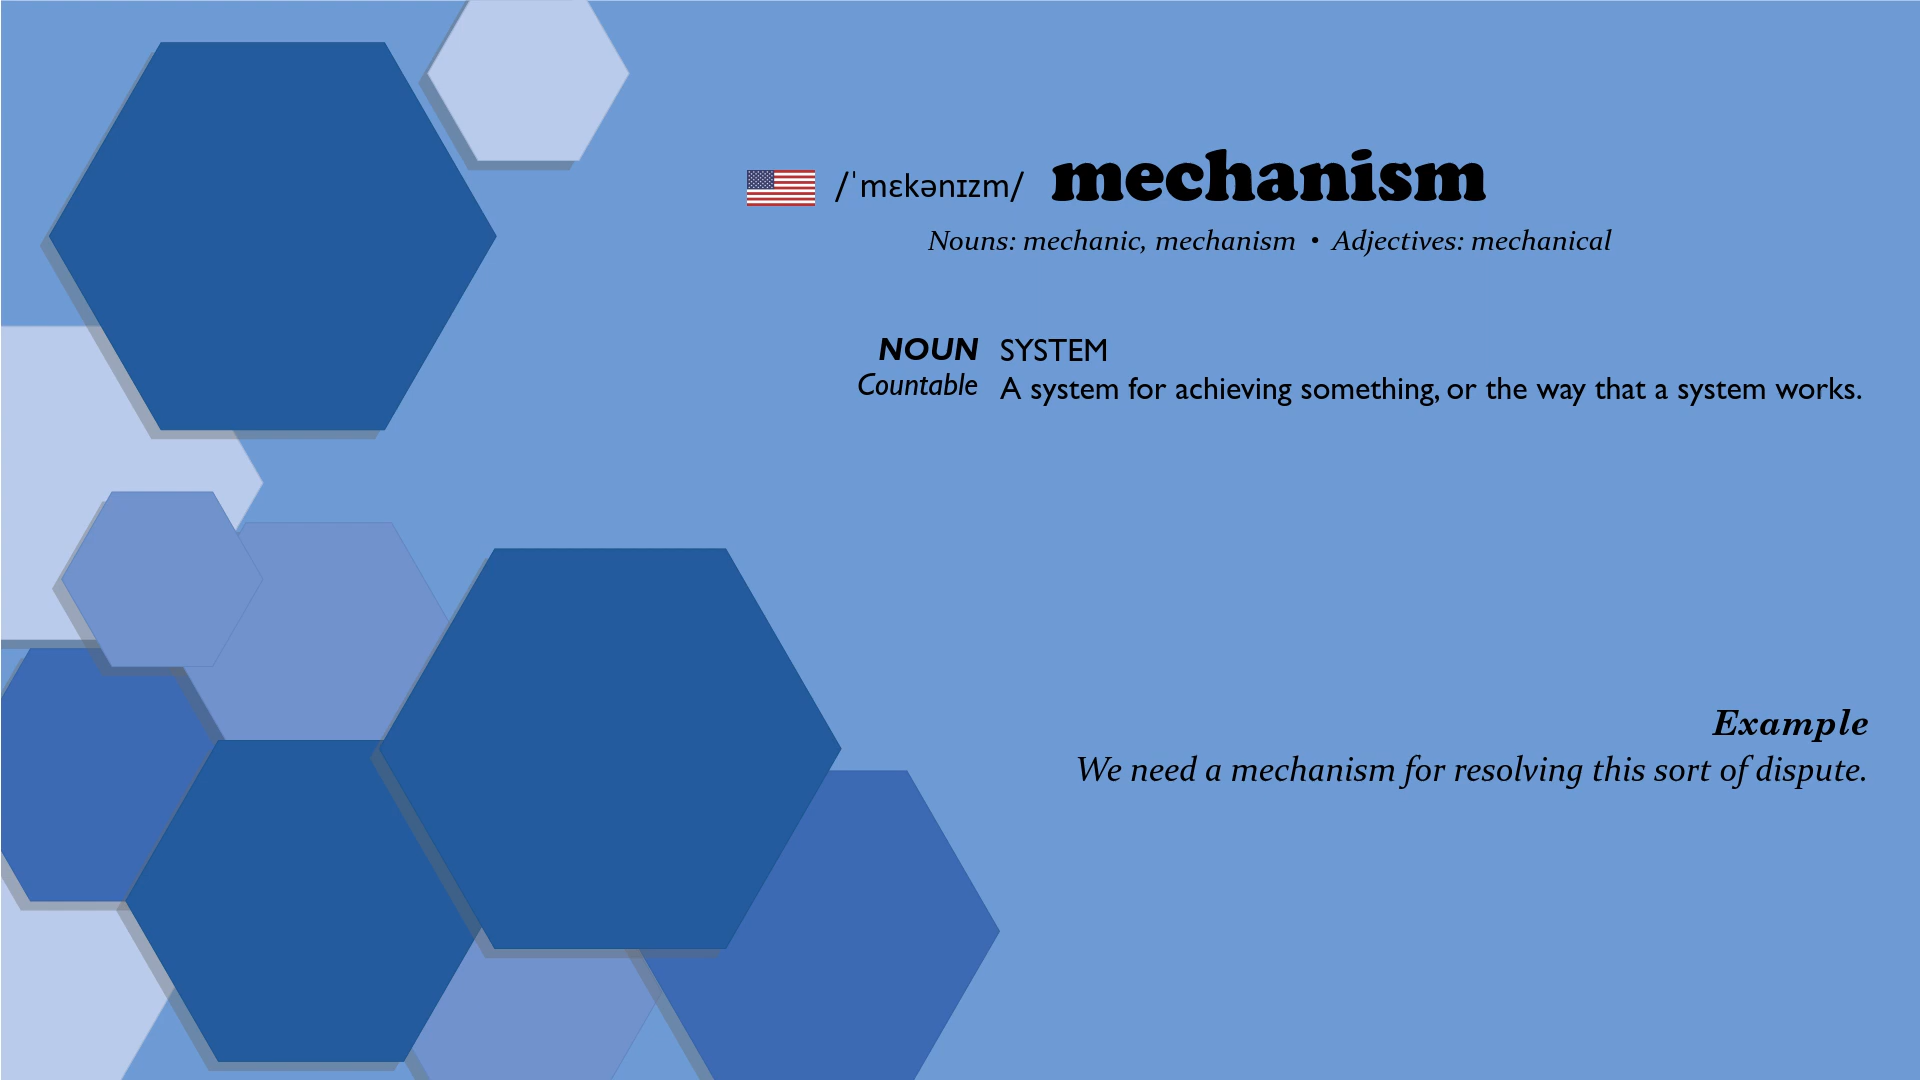 /ˈmɛkənɪzm/ mechanism
Nouns: mechanic, mechanism • Adjectives: mechanical
NOUN SYSTEM
Countable A system for achieving something, or the way that a system works.
Example
We need a mechanism for resolving this sort of dispute.